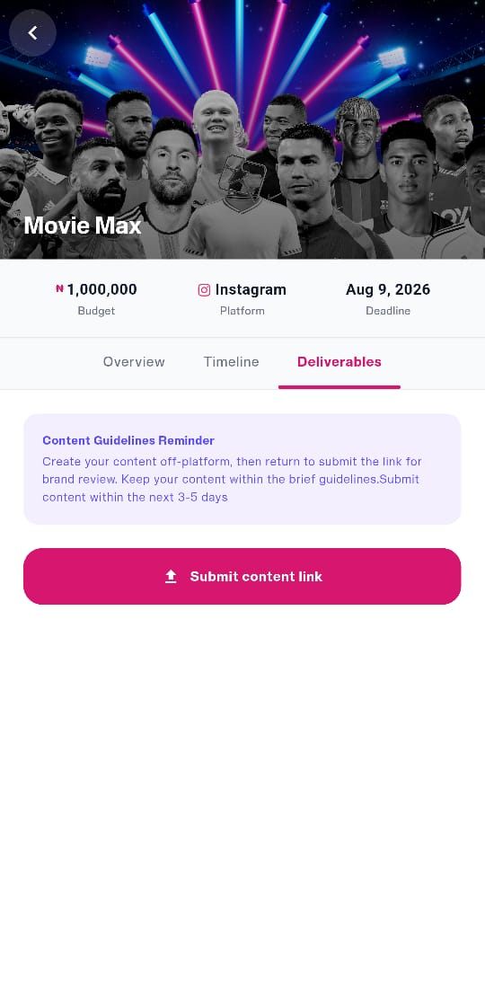 Movie Max
₦ 1,000,000
Budget
Instagram
Platform
Aug 9, 2026
Deadline
Overview
Timeline
Deliverables
Content Guidelines Reminder
Create your content off-platform, then return to submit the link for
brand review. Keep your content within the brief guidelines.Submit
content within the next 3-5 days
Submit content link